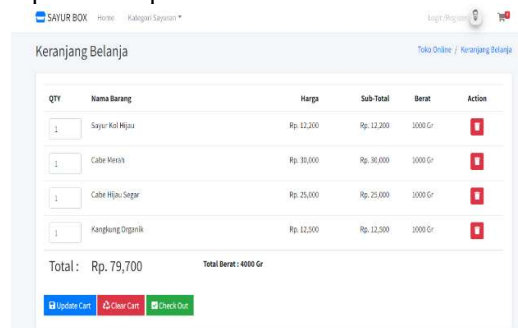 SAYUR BOX Home Kategori Sayuran
Keranjang Belanja
Toko Online / Keranjang Belanja
QTY Nama Barang Harga Sub-Total Berat Action
1 Sayur Kol Hijau Rp. 12,200 Rp. 12,200 1000 Gr
1 Cabe Merah Rp. 30,000 Rp. 30,000 1000 Gr
1 Cabe Hijau Segar Rp. 25,000 Rp. 25,000 1000 Gr
1 Kangkung Organik Rp. 12,500 Rp. 12,500 1000 Gr
Total : Rp. 79,700 Total Berat : 4000 Gr
Update Cart Clear Cart Check Out